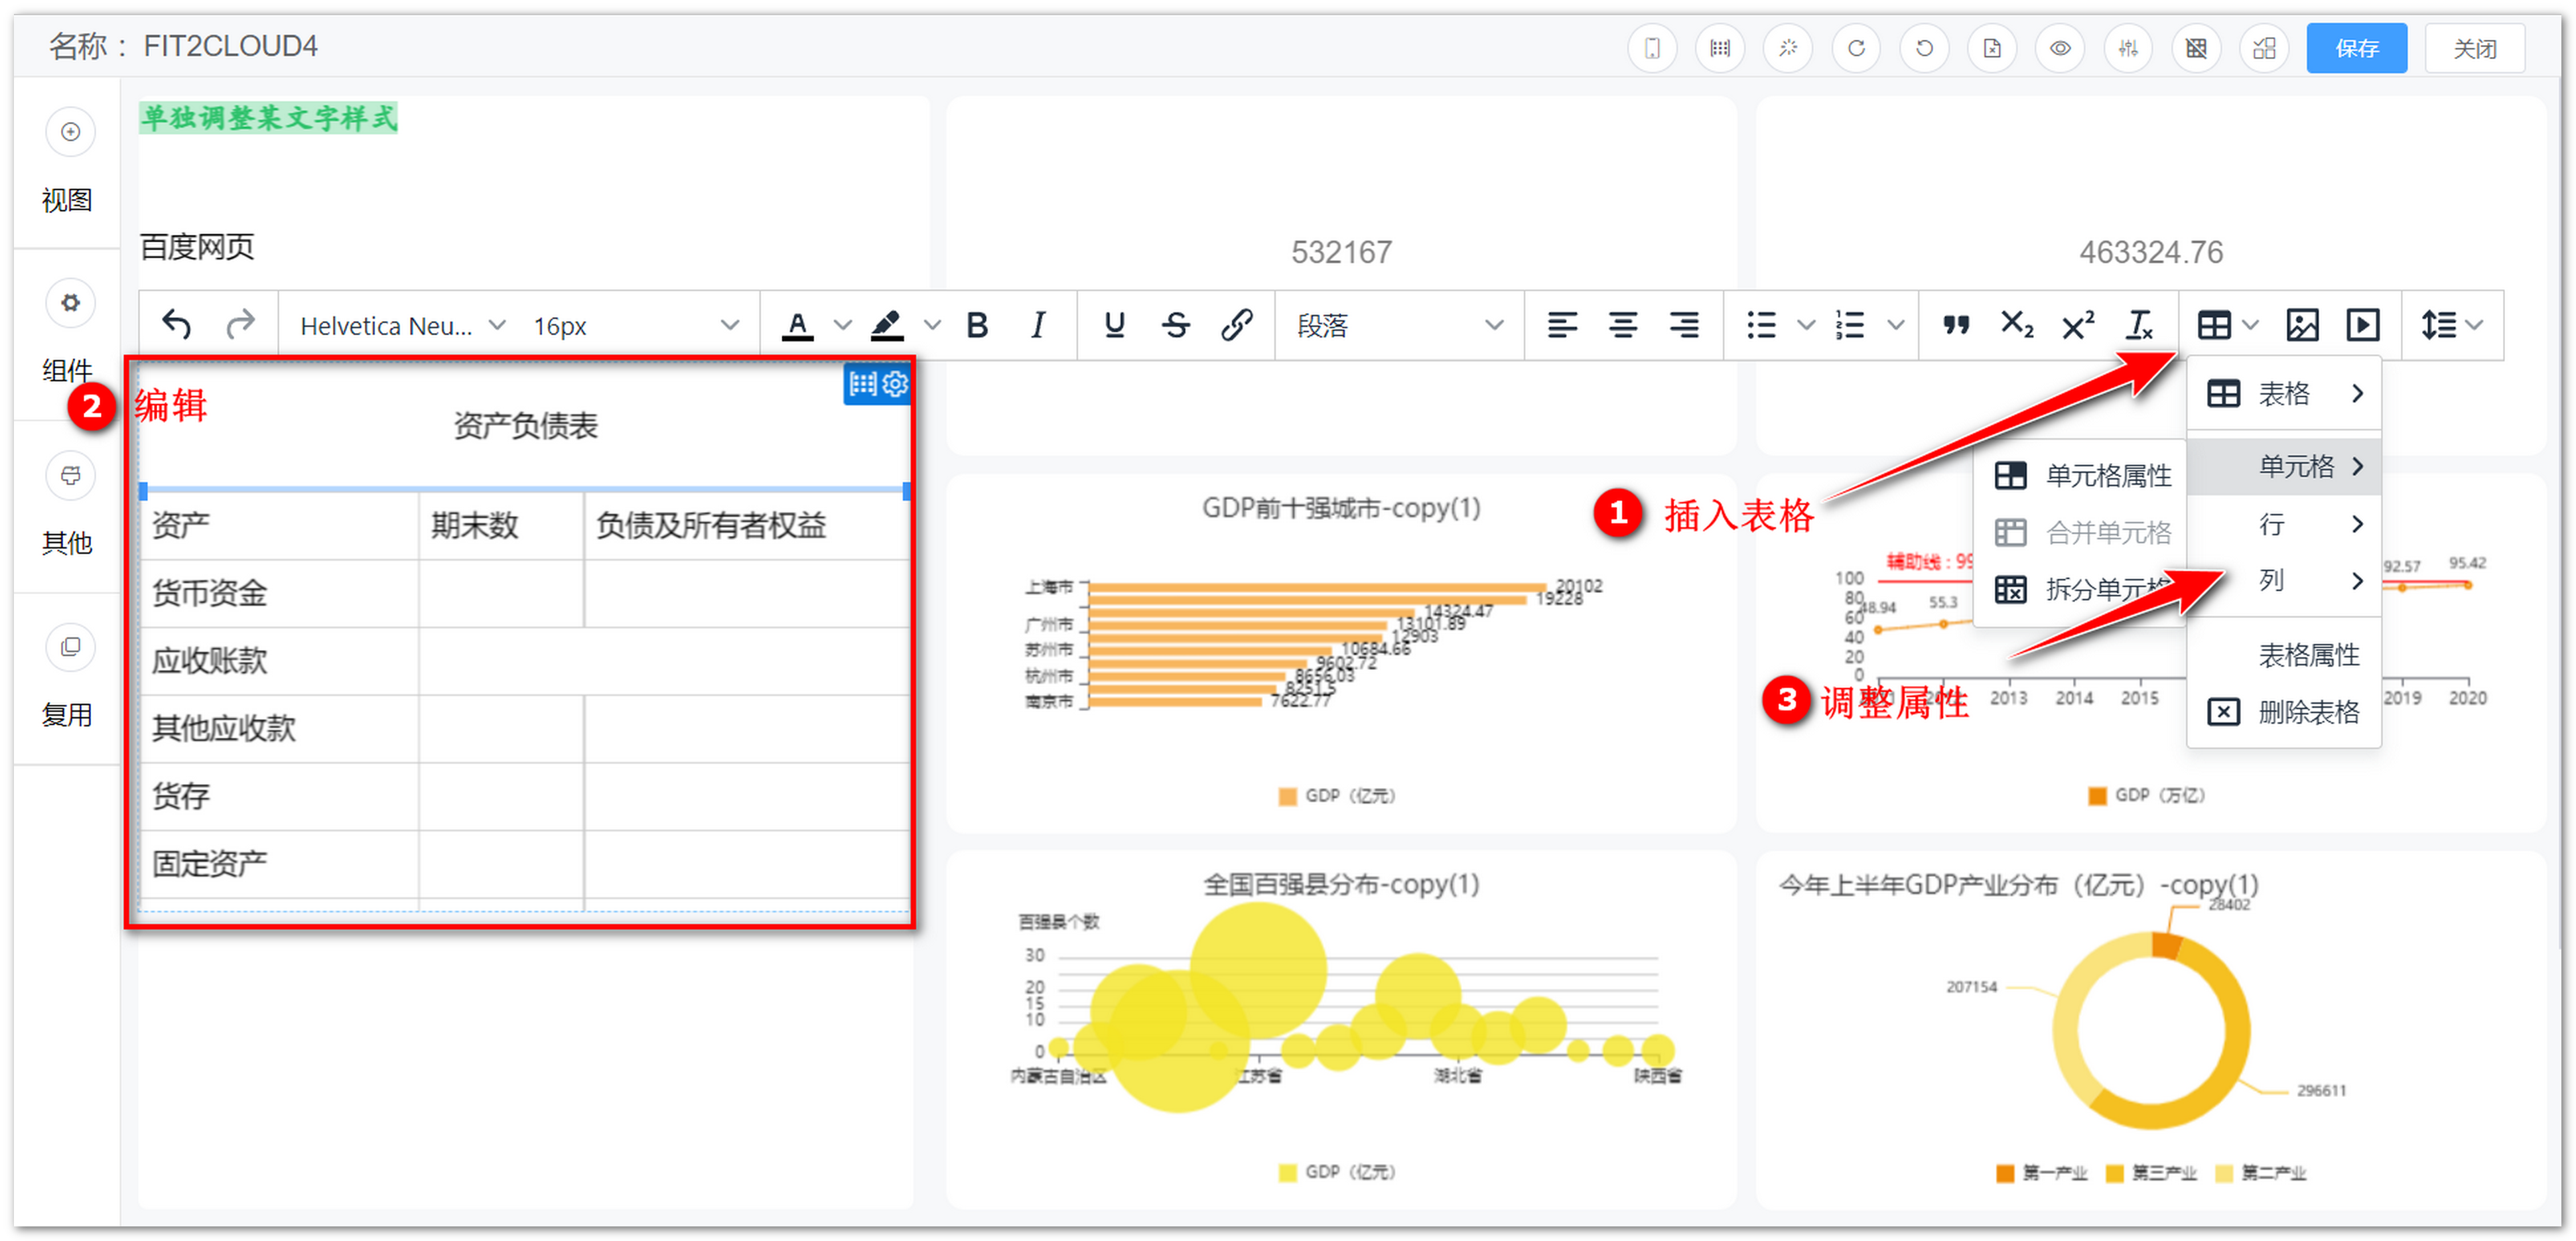 名称： FIT2CLOUD4
保存
关闭
视图
组件
其他
复用
单独调整某文字样式
百度网页
532167
463324.76
Helvetica Neu...
16px
段落
2 编辑
资产负债表
资产 期末数 负债及所有者权益
货币资金
应收账款
其他应收款
货存
固定资产
1 插入表格
3 调整属性
表格
单元格
行
列
表格属性
删除表格
单元格属性
合并单元格
拆分单元格
GDP前十强城市-copy(1)
上海市
广州市
苏州市
杭州市
南京市
20102
19228
14324.47
13101.89
12903
10684.66
9602.72
8656.03
8251.5
7622.77
GDP（亿元）
辅助线：99
100
80
60
40
20
0
48.94
55.3
92.57
95.42
2013
2014
2015
2019
2020
GDP（万亿）
全国百强县分布-copy(1)
百强县个数
30
20
15
10
0
内蒙古自治区
江苏省
湖北省
陕西省
GDP（亿元）
今年上半年GDP产业分布（亿元）-copy(1)
28402
207154
296611
第一产业
第三产业
第二产业